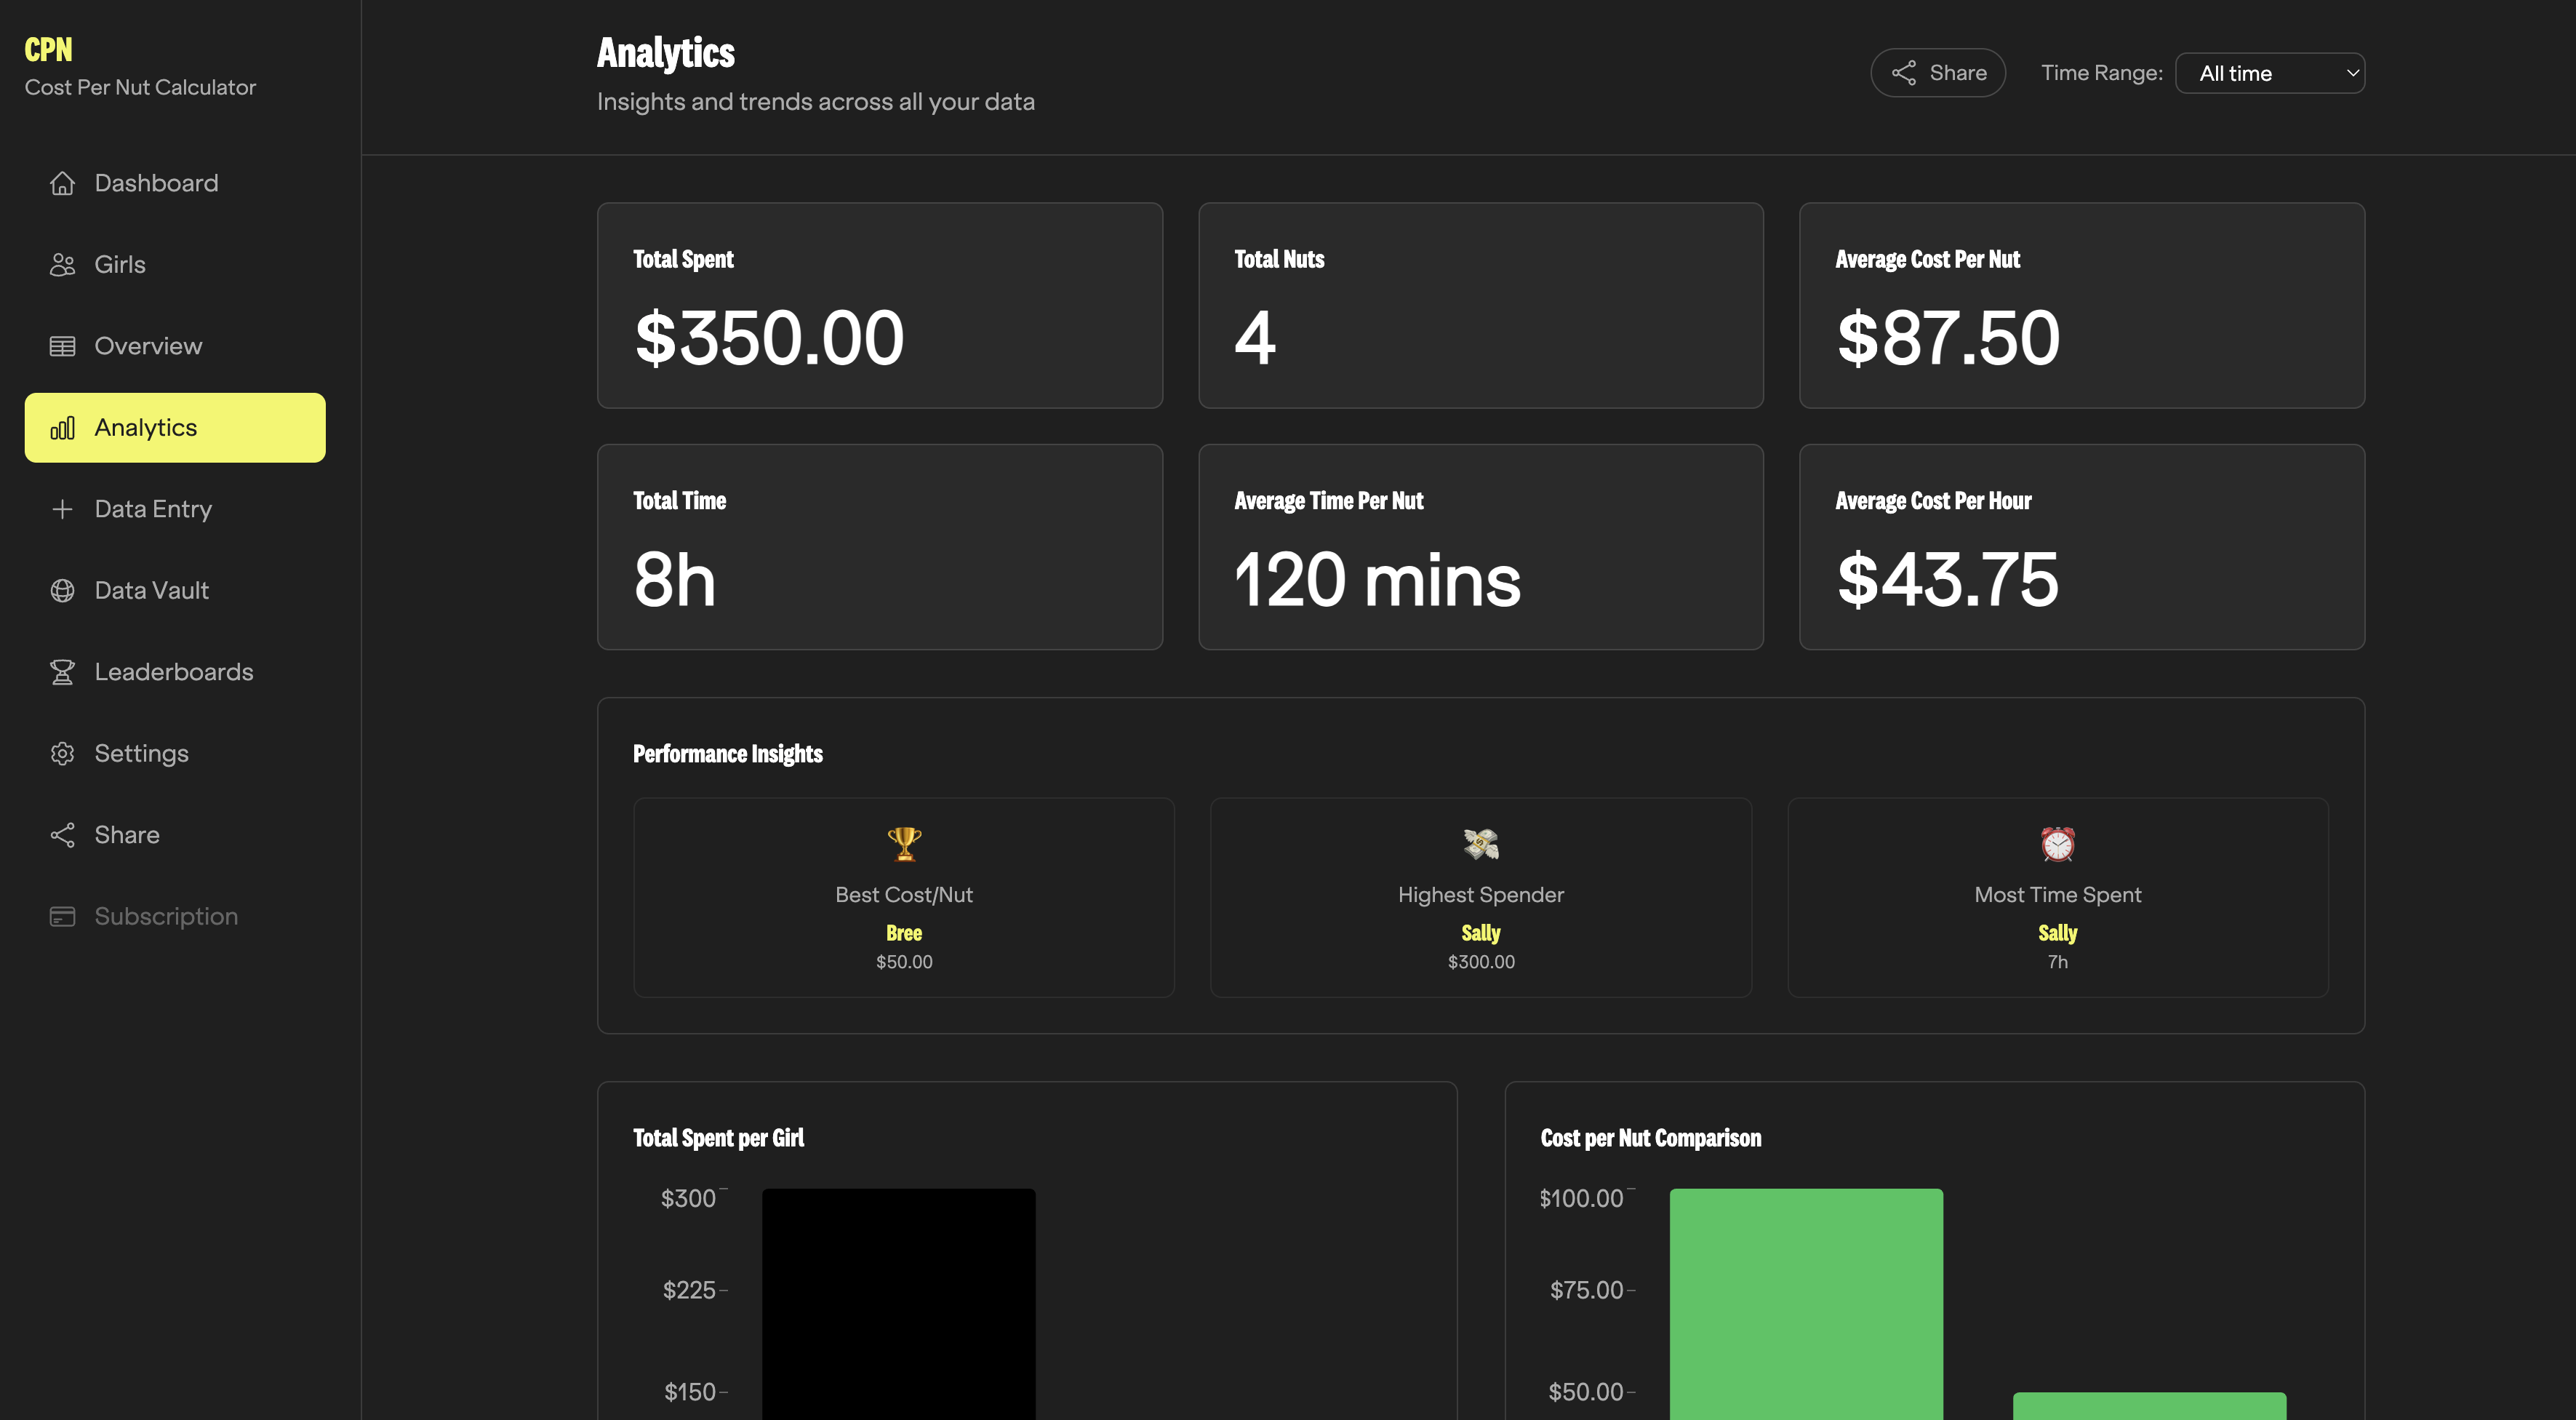 CPN
Cost Per Nut Calculator
Dashboard
Girls
Overview
Analytics
Data Entry
Data Vault
Leaderboards
Settings
Share
Subscription
Analytics
Insights and trends across all your data
Share
Time Range:
All time
Total Spent
$350.00
Total Nuts
4
Average Cost Per Nut
$87.50
Total Time
8h
Average Time Per Nut
120 mins
Average Cost Per Hour
$43.75
Performance Insights
Best Cost/Nut
Bree
$50.00
Highest Spender
Sally
$300.00
Most Time Spent
Sally
7h
Total Spent per Girl
$300
$225
$150
Cost per Nut Comparison
$100.00
$75.00
$50.00